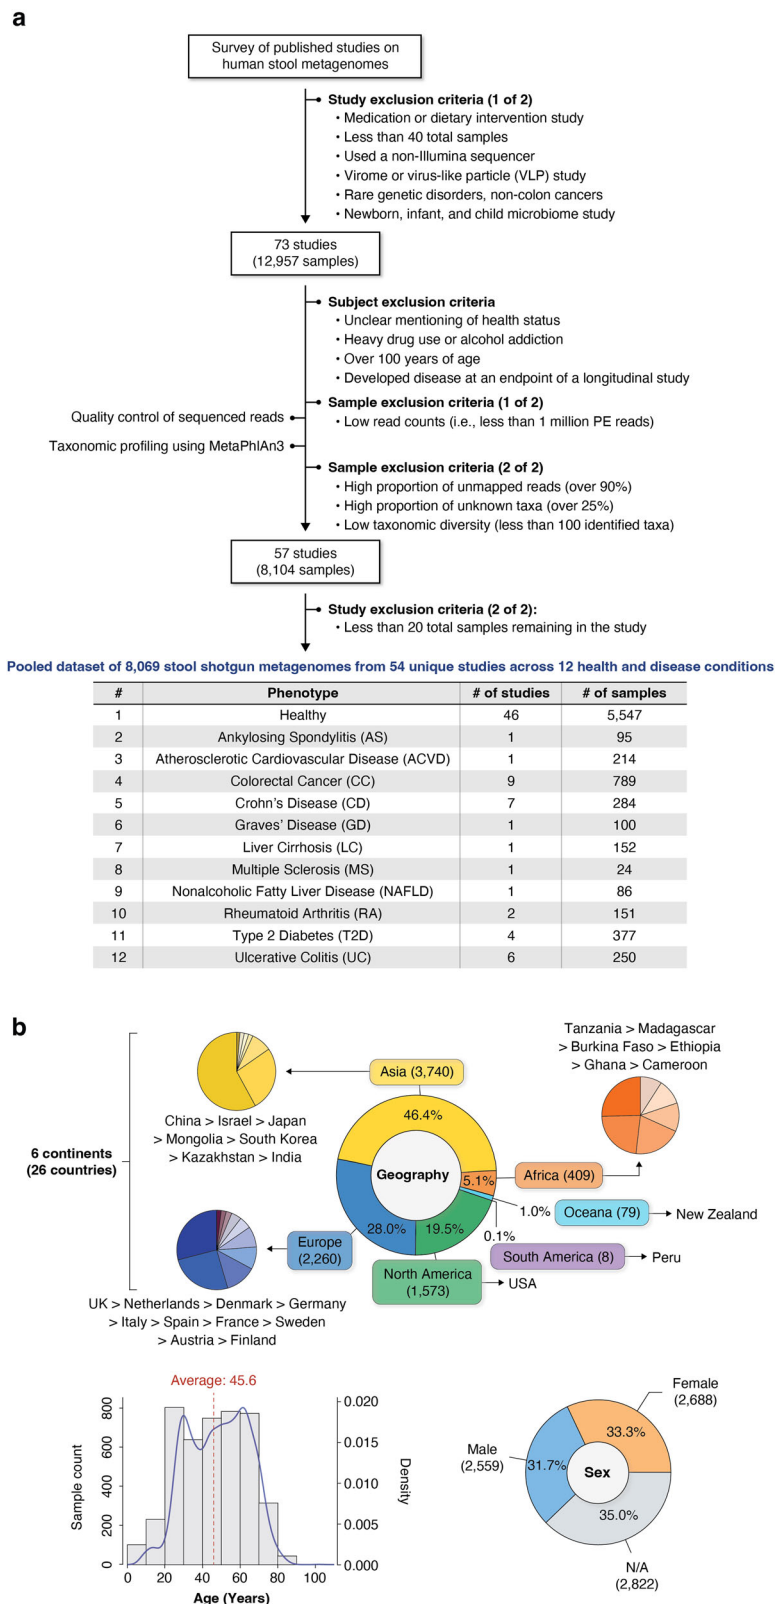 a
Survey of published studies on
human stool metagenomes
Study exclusion criteria (1 of 2)
• Medication or dietary intervention study
• Less than 40 total samples
• Used a non-Illumina sequencer
• Virome or virus-like particle (VLP) study
• Rare genetic disorders, non-colon cancers
• Newborn, infant, and child microbiome study
73 studies
(12,957 samples)
Subject exclusion criteria
• Unclear mentioning of health status
• Heavy drug use or alcohol addiction
• Over 100 years of age
• Developed disease at an endpoint of a longitudinal study
Sample exclusion criteria (1 of 2)
• Low read counts (i.e., less than 1 million PE reads)
Quality control of sequenced reads
Taxonomic profiling using MetaPhlAn3
Sample exclusion criteria (2 of 2)
• High proportion of unmapped reads (over 90%)
• High proportion of unknown taxa (over 25%)
• Low taxonomic diversity (less than 100 identified taxa)
57 studies
(8,104 samples)
Study exclusion criteria (2 of 2):
• Less than 20 total samples remaining in the study
Pooled dataset of 8,069 stool shotgun metagenomes from 54 unique studies across 12 health and disease conditions
# Phenotype # of studies # of samples
1 Healthy 46 5,547
2 Ankylosing Spondylitis (AS) 1 95
3 Atherosclerotic Cardiovascular Disease (ACVD) 1 214
4 Colorectal Cancer (CC) 9 789
5 Crohn's Disease (CD) 7 284
6 Graves' Disease (GD) 1 100
7 Liver Cirrhosis (LC) 1 152
8 Multiple Sclerosis (MS) 1 24
9 Nonalcoholic Fatty Liver Disease (NAFLD) 1 86
10 Rheumatoid Arthritis (RA) 2 151
11 Type 2 Diabetes (T2D) 4 377
12 Ulcerative Colitis (UC) 6 250
b
6 continents
(26 countries)
Asia (3,740)
China > Israel > Japan
> Mongolia > South Korea
> Kazakhstan > India
Tanzania > Madagascar
> Burkina Faso > Ethiopia
> Ghana > Cameroon
Geography
46.4%
5.1%
1.0%
0.1%
19.5%
28.0%
Africa (409)
Oceana (79)
New Zealand
South America (8)
Peru
North America
(1,573)
USA
Europe
(2,260)
UK > Netherlands > Denmark > Germany
> Italy > Spain > France > Sweden
> Austria > Finland
Average: 45.6
Sample count
0
200
400
600
800
0 20 40 60 80 100
Age (Years)
0.020
0.015
0.010
0.005
0.000
Density
Female
(2,688)
33.3%
Male
(2,559)
31.7%
Sex
35.0%
N/A
(2,822)